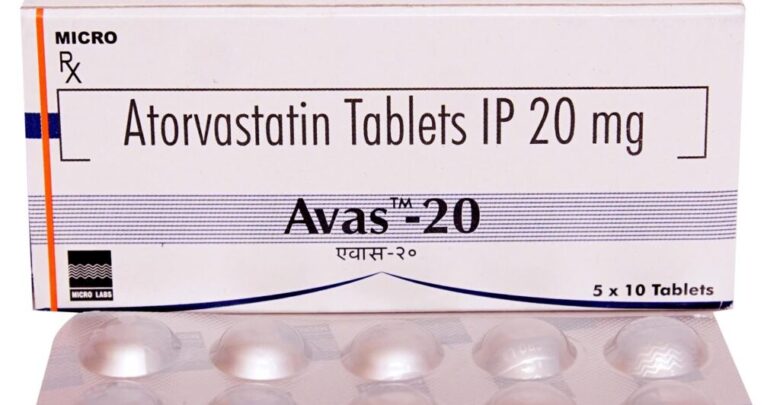 MICRO
Rx
Atorvastatin Tablets IP 20 mg
Avas™-20
एवास-२०
MICRO LABS
5 x 10 Tablets